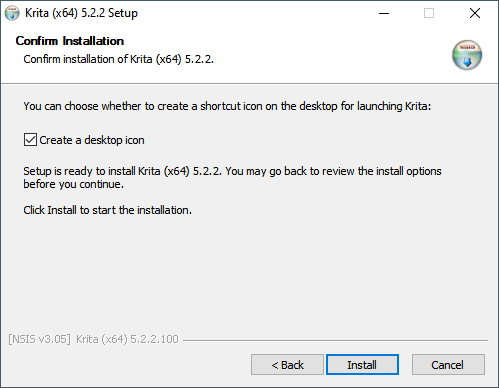 Krita (x64) 5.2.2 Setup
Confirm Installation
Confirm installation of Krita (x64) 5.2.2.
NSIS
You can choose whether to create a shortcut icon on the desktop for launching Krita:
Create a desktop icon
Setup is ready to install Krita (x64) 5.2.2. You may go back to review the install options
before you continue.
Click Install to start the installation.
[NSIS v3.05] Krita (x64) 5.2.2.100
< Back Install Cancel